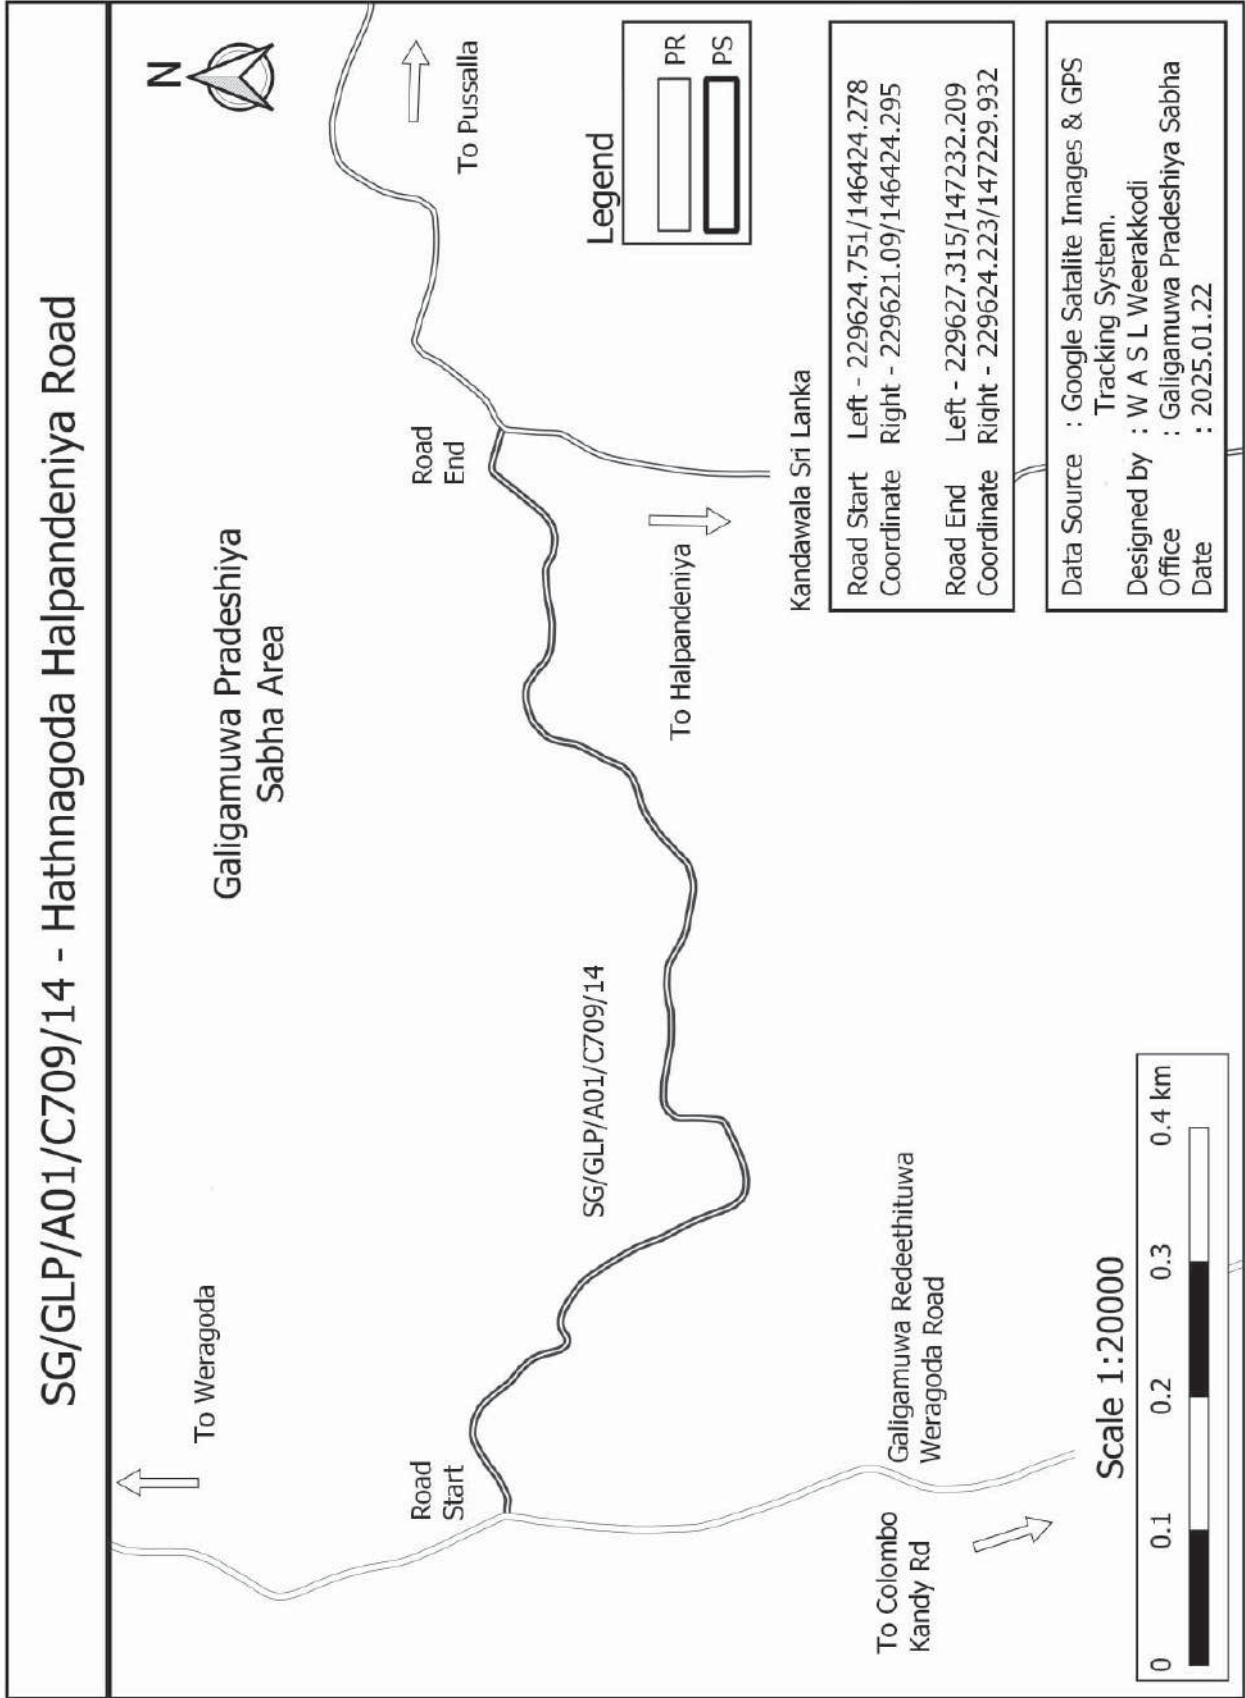 SG/GLP/A01/C709/14 - Hathnagoda Halpandeniya Road
N
To Weragoda
Galigamuwa Pradeshiya
Sabha Area
To Pussalla
Road
Start
Road
End
SG/GLP/A01/C709/14
To Halpandeniya
Legend
PR
PS
Kandawala Sri Lanka
Galigamuwa Redeethituwa
Weragoda Road
To Colombo
Kandy Rd
Road Start Left - 229624.751/146424.278
Coordinate Right - 229621.09/146424.295
Road End Left - 229627.315/147232.209
Coordinate Right - 229624.223/147229.932
Scale 1:20000
0 0.1 0.2 0.3 0.4 km
Data Source : Google Satalite Images & GPS
Tracking System.
Designed by : W A S L Weerakkodi
Office : Galigamuwa Pradeshiya Sabha
Date : 2025.01.22